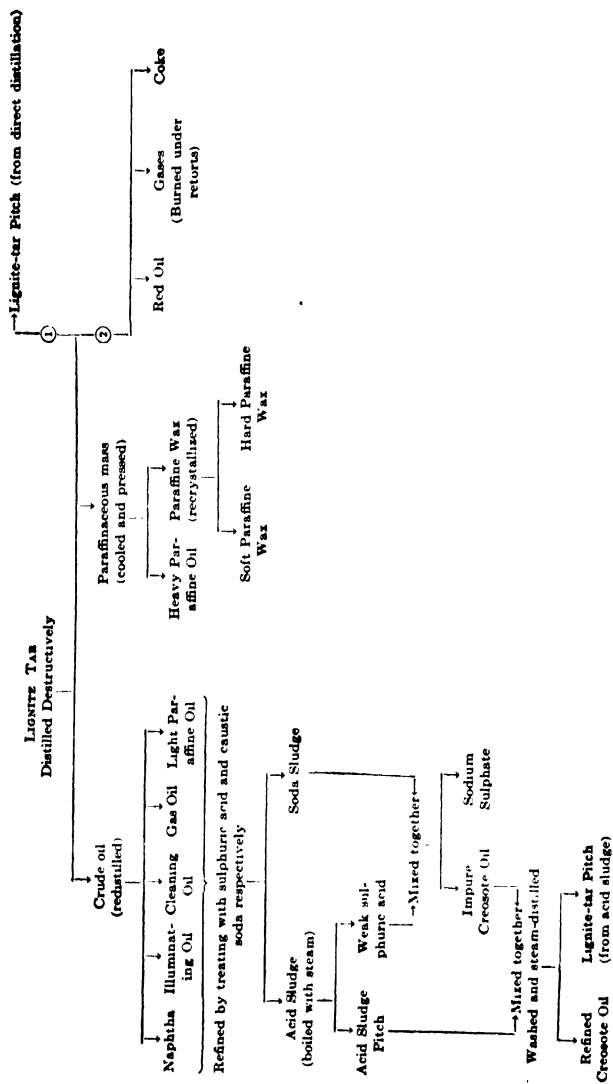 LIGNITE TAR
Distilled Destructively
→Lignite-tar Pitch (from direct distillation)
①
②
Crude oil
(redistilled)
Paraffinaceous mass
(cooled and pressed)
Red Oil
Gases
(Burned under
retorts)
Coke
Naphtha
Illuminat-
ing Oil
Cleaning
Oil
Gas Oil
Light Par-
affine Oil
Heavy Par-
affine Oil
Paraffine Wax
(recrystallized)
Soft Paraffine
Wax
Hard Paraffine
Wax
Refined by treating with sulphuric acid and caustic
soda respectively
Acid Sludge
(boiled with steam)
Soda Sludge
Acid Sludge
Pitch
Weak sul-
phuric acid
→Mixed together←
Impure
Creosote Oil
Sodium
Sulphate
→Mixed together←
Washed and steam-distilled
Refined
Creosote Oil
Lignite-tar Pitch
(from acid sludge)